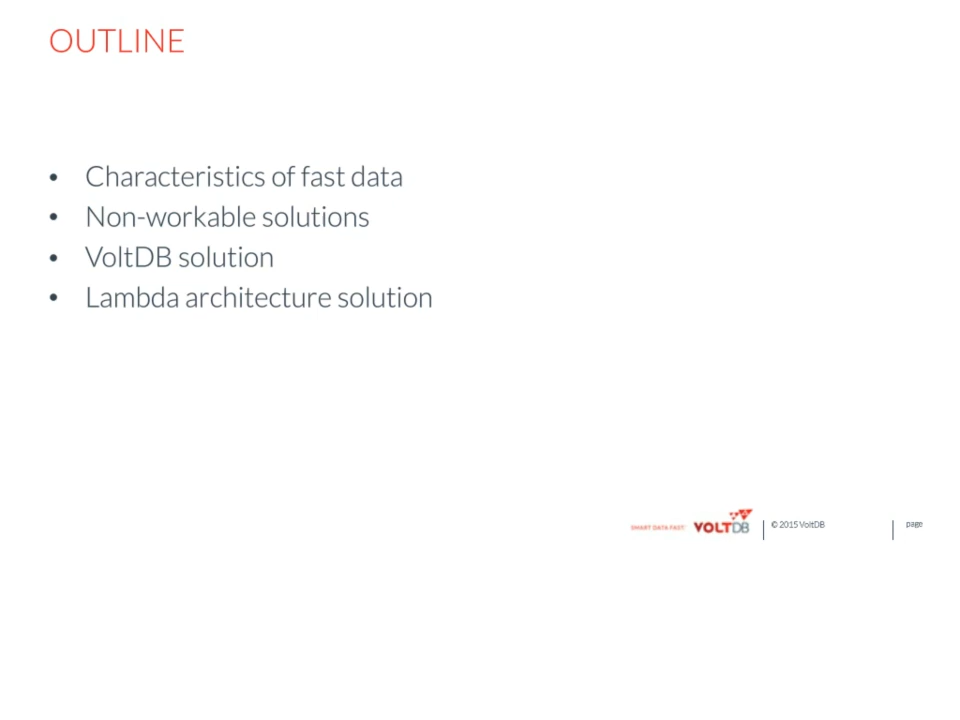 OUTLINE
• Characteristics of fast data
• Non-workable solutions
• VoltDB solution
• Lambda architecture solution
SMART DATA FAST. VOLTDB © 2015 VoltDB page